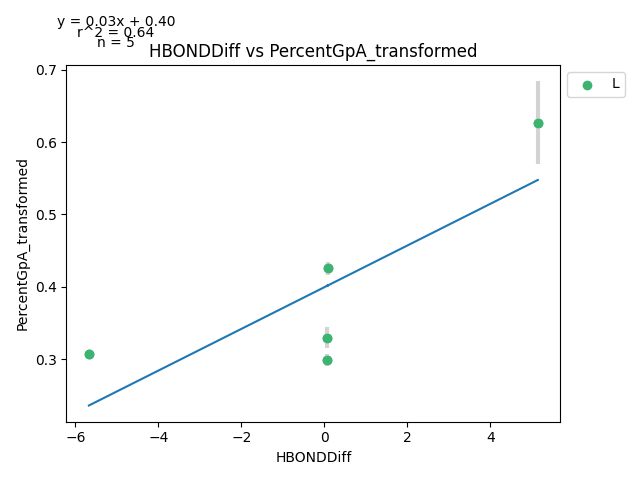 y = 0.03x + 0.40
r^2 = 0.64
n = 5
HBONDDiff vs PercentGpA_transformed
L
PercentGpA_transformed
0.7
0.6
0.5
0.4
0.3
−6
−4
−2
0
2
4
HBONDDiff